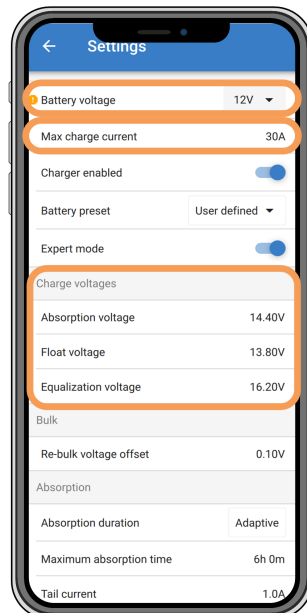 Settings
Battery voltage 12V
Max charge current 30A
Charger enabled
Battery preset User defined
Expert mode
Charge voltages
Absorption voltage 14.40V
Float voltage 13.80V
Equalization voltage 16.20V
Bulk
Re-bulk voltage offset 0.10V
Absorption
Absorption duration Adaptive
Maximum absorption time 6h 0m
Tail current 1.0A